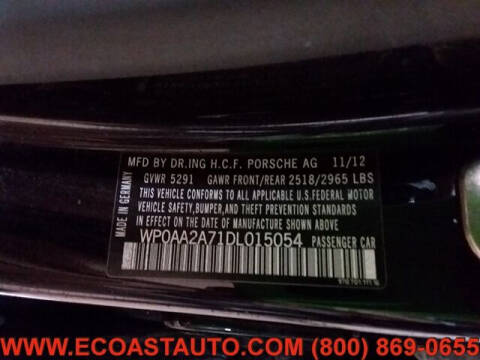 MFD BY DR.ING H.C.F. PORSCHE AG 11/12
GVWR 5291 GAWR FRONT/REAR 2518/2965 LBS
THIS VEHICLE CONFORMS TO ALL
APPLICABLE U.S.FEDERAL MOTOR
VEHICLE SAFETY,BUMPER,AND THEFT PREVENTION STANDARDS
IN EFFECT ON THE DATE OF MANUFACTURE SHOWN ABOVE.
WP0AA2A71DL015054 PASSENGER CAR
MADE IN GERMANY
WWW.ECOASTAUTO.COM (800) 869-0655